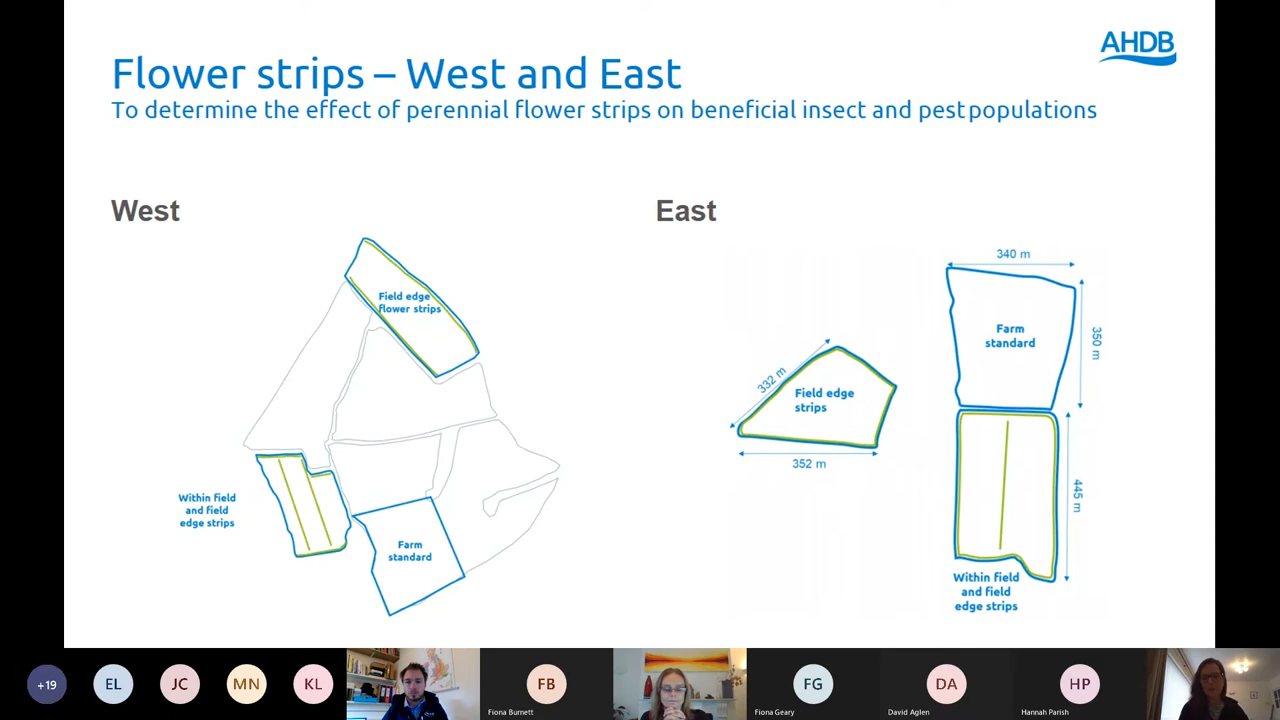 AHDB
Flower strips – West and East
To determine the effect of perennial flower strips on beneficial insect and pest populations
West
East
Field edge
flower strips
Within field
and field
edge strips
Farm
standard
332 m
Field edge
strips
352 m
340 m
Farm
standard
350 m
445 m
Within field
and field
edge strips
+19
EL
JC
MN
KL
FB
Fiona Burnett
FG
Fiona Geary
DA
David Aglen
HP
Hannah Parish